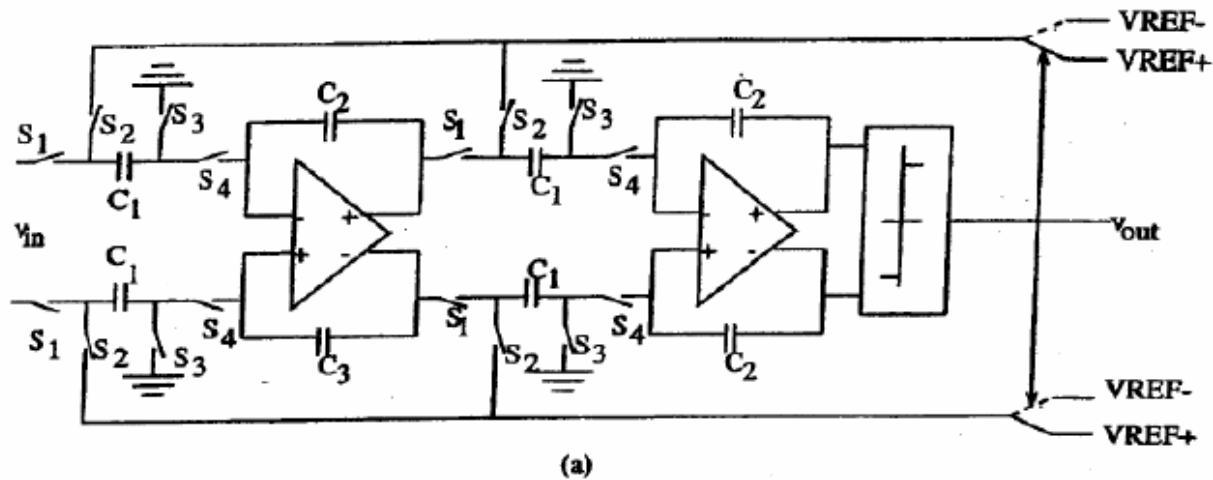 VREF-
VREF+
S1 S2 S3 C2 S1 S2 S3 C2
C1 S4 - + C1 S4 - +
vin vout
C1 + - C1 + -
S1 S2 S3 S4 C3 S1 S2 S3 S4 C2
VREF-
VREF+
(a)